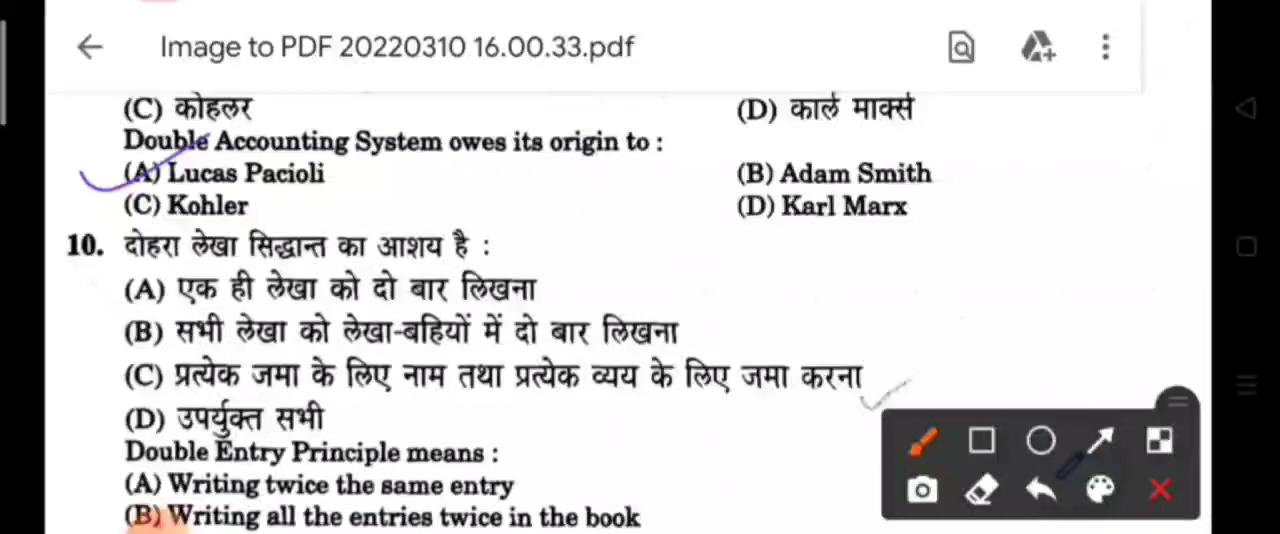 Image to PDF 20220310 16.00.33.pdf
(C) कोहलर (D) कार्ल मार्क्स
Double Accounting System owes its origin to :
(A) Lucas Pacioli (B) Adam Smith
(C) Kohler (D) Karl Marx
10. दोहरा लेखा सिद्धान्त का आशय है :
(A) एक ही लेखा को दो बार लिखना
(B) सभी लेखा को लेखा-बहियों में दो बार लिखना
(C) प्रत्येक जमा के लिए नाम तथा प्रत्येक व्यय के लिए जमा करना
(D) उपर्युक्त सभी
Double Entry Principle means :
(A) Writing twice the same entry
(B) Writing all the entries twice in the book